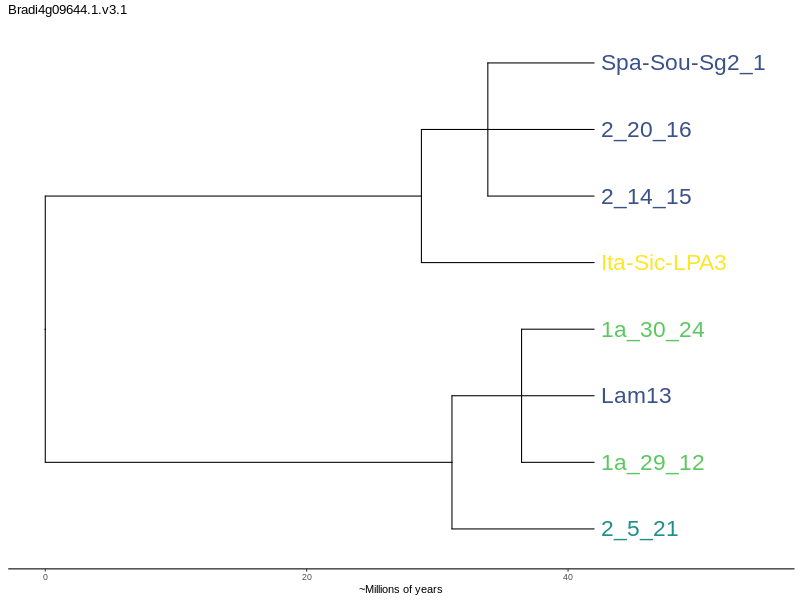 Bradi4g09644.1.v3.1
Spa-Sou-Sg2_1
2_20_16
2_14_15
Ita-Sic-LPA3
1a_30_24
Lam13
1a_29_12
2_5_21
0 20 40
~Millions of years